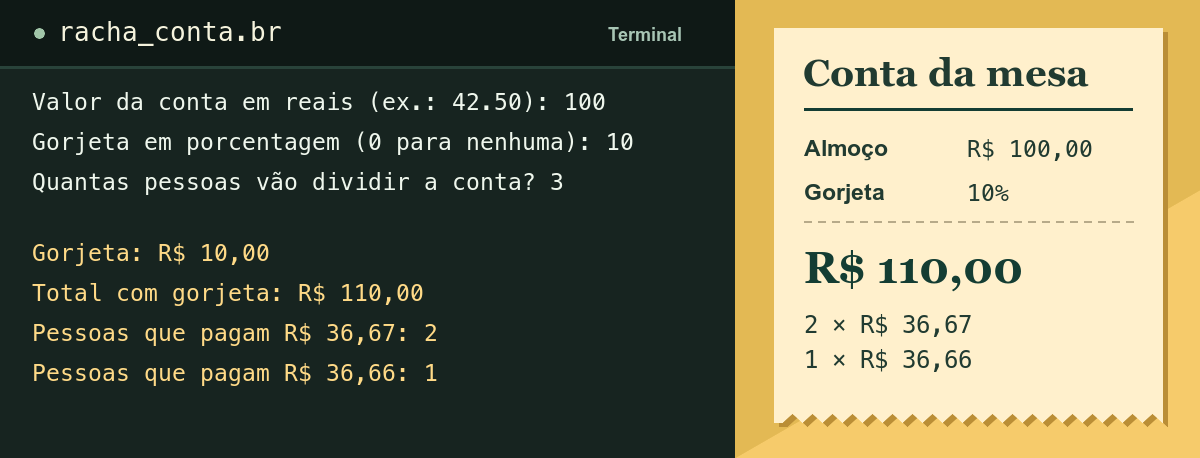 racha_conta.br
Terminal
Valor da conta em reais (ex.: 42.50): 100
Gorjeta em porcentagem (0 para nenhuma): 10
Quantas pessoas vão dividir a conta? 3
Gorjeta: R$ 10,00
Total com gorjeta: R$ 110,00
Pessoas que pagam R$ 36,67: 2
Pessoas que pagam R$ 36,66: 1
Conta da mesa
Almoço R$ 100,00
Gorjeta 10%
R$ 110,00
2 × R$ 36,67
1 × R$ 36,66